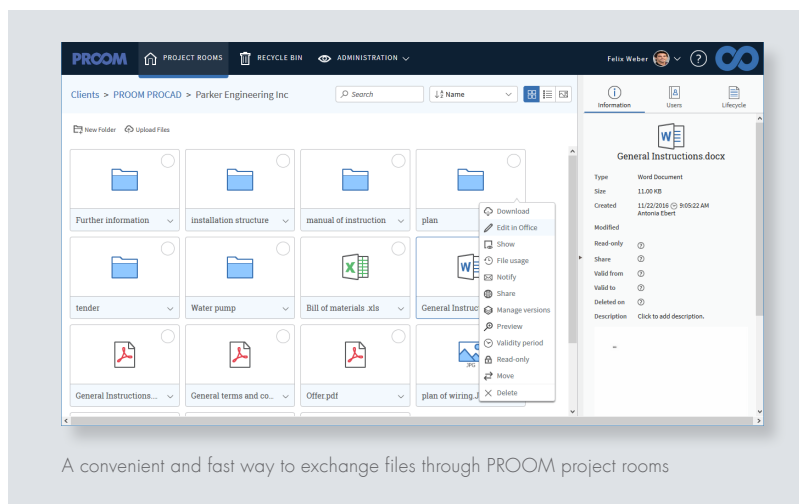 PROOM PROJECT ROOMS RECYCLE BIN ADMINISTRATION Felix Weber ?
Clients > PROOM PROCAD > Parker Engineering Inc Search Name
Information Users Lifecycle
New Folder Upload Files
General Instructions.docx
Type Word Document
Size 11.00 KB
Created 11/22/2016 9:05:22 AM
Antonia Ebert
Modified
Read-only ?
Share ?
Valid from ?
Valid to ?
Deleted on ?
Description Click to add description.
Further information installation structure manual of instruction plan
Download
Edit in Office
Show
File usage
Notify
Share
Manage versions
Preview
Validity period
Read-only
Move
Delete
tender Water pump Bill of materials .xls General Instruc
JPG
General Instructions... General terms and co... Offer.pdf plan of wiring.J
A convenient and fast way to exchange files through PROOM project rooms